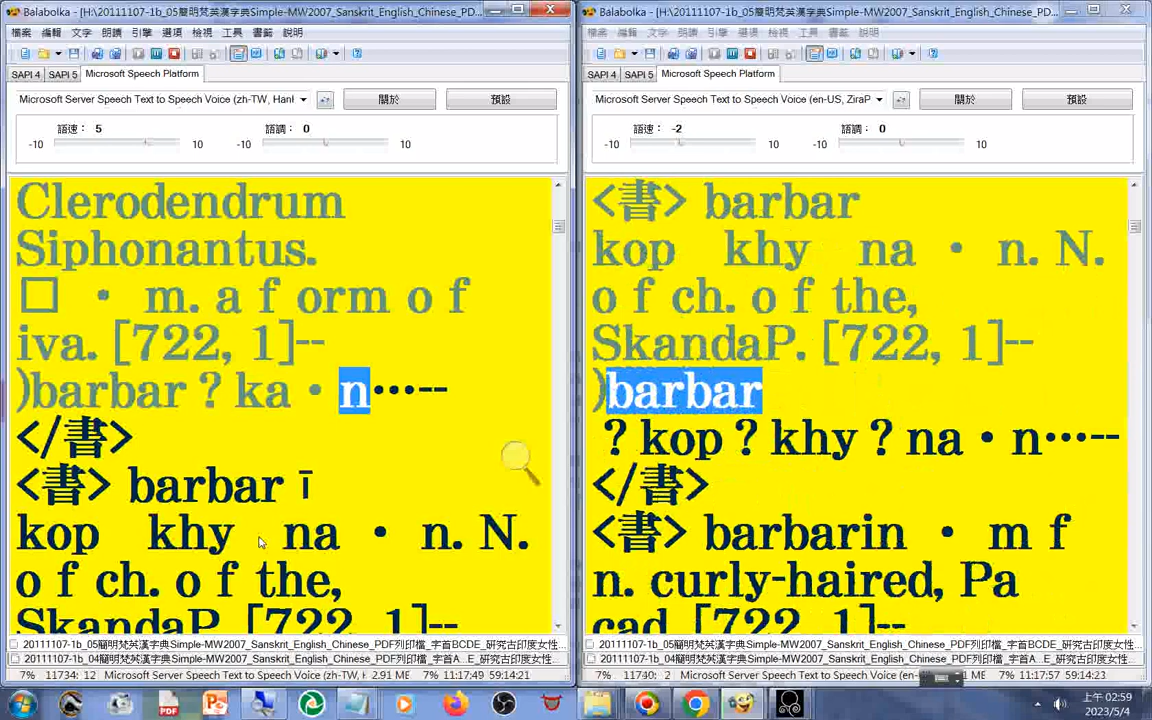 Balabolka - [H:\20111107-1b_05簡明梵英漢字典Simple-MW2007_Sanskrit_English_Chinese_PD...
檔案 編輯 文字 朗讀 引擎 選項 檢視 工具 書籤 說明
SAPI 4 SAPI 5 Microsoft Speech Platform
Microsoft Server Speech Text to Speech Voice (zh-TW, Hanl
關於
預設
語速： 5
語調： 0
-10 10 -10 10
Clerodendrum
Siphonantus.
□ • m. a f orm o f
iva. [722, 1]--
)barbar ? ka • n•••--
</書>
<書> barbar ī
kop khy na • n. N.
o f ch. o f the,
SkandaP. [722, 1]--
20111107-1b_05簡明梵英漢字典Simple-MW2007_Sanskrit_English_Chinese_PDF列印檔_字首BCDE_研究古印度女性...
20111107-1b_04簡明梵英漢字典Simple-MW2007_Sanskrit_English_Chinese_PDF列印檔_字首A...E_研究古印度女性...
7% 11734: 12 Microsoft Server Speech Text to Speech Voice (zh-TW, H 2.91 MB 7% 11:17:49 59:14:21
Balabolka - [H:\20111107-1b_05簡明梵英漢字典Simple-MW2007_Sanskrit_English_Chinese_PD...
檔案 編輯 文字 朗讀 引擎 選項 檢視 工具 書籤 說明
SAPI 4 SAPI 5 Microsoft Speech Platform
Microsoft Server Speech Text to Speech Voice (en-US, ZiraP
關於
預設
語速： -2
語調： 0
-10 10 -10 10
<書> barbar
kop khy na • n. N.
o f ch. o f the,
SkandaP. [722, 1]--
)barbar
? kop ? khy ? na • n•••--
</書>
<書> barbarin • m f
n. curly-haired, Pa
cad. [722, 1]--
20111107-1b_05簡明梵英漢字典Simple-MW2007_Sanskrit_English_Chinese_PDF列印檔_字首BCDE_研究古印度女性...
20111107-1b_04簡明梵英漢字典Simple-MW2007_Sanskrit_English_Chinese_PDF列印檔_字首A...E_研究古印度女性...
7% 11740: 2 Microsoft Server Speech Text to Speech Voice (en-US, MB 7% 11:17:57 59:14:23
上午 02:59
2023/5/4